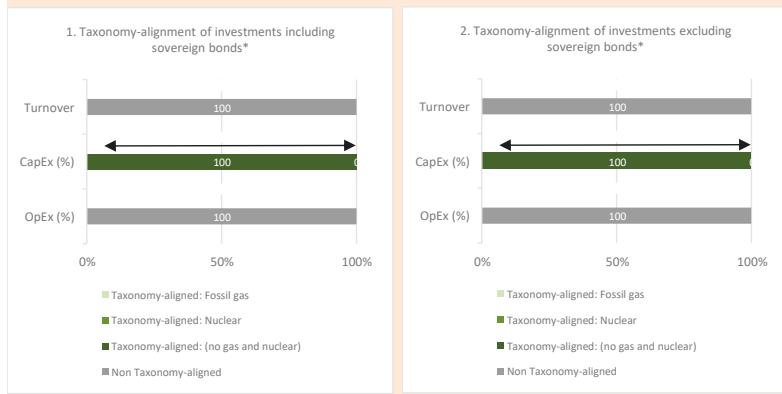 1. Taxonomy-alignment of investments including
sovereign bonds*
Turnover
100
CapEx (%)
100
OpEx (%)
100
0%
50%
100%
Taxonomy-aligned: Fossil gas
Taxonomy-aligned: Nuclear
Taxonomy-aligned: (no gas and nuclear)
Non Taxonomy-aligned
2. Taxonomy-alignment of investments excluding
sovereign bonds*
Turnover
100
CapEx (%)
100
OpEx (%)
100
0%
50%
100%
Taxonomy-aligned: Fossil gas
Taxonomy-aligned: Nuclear
Taxonomy-aligned: (no gas and nuclear)
Non Taxonomy-aligned